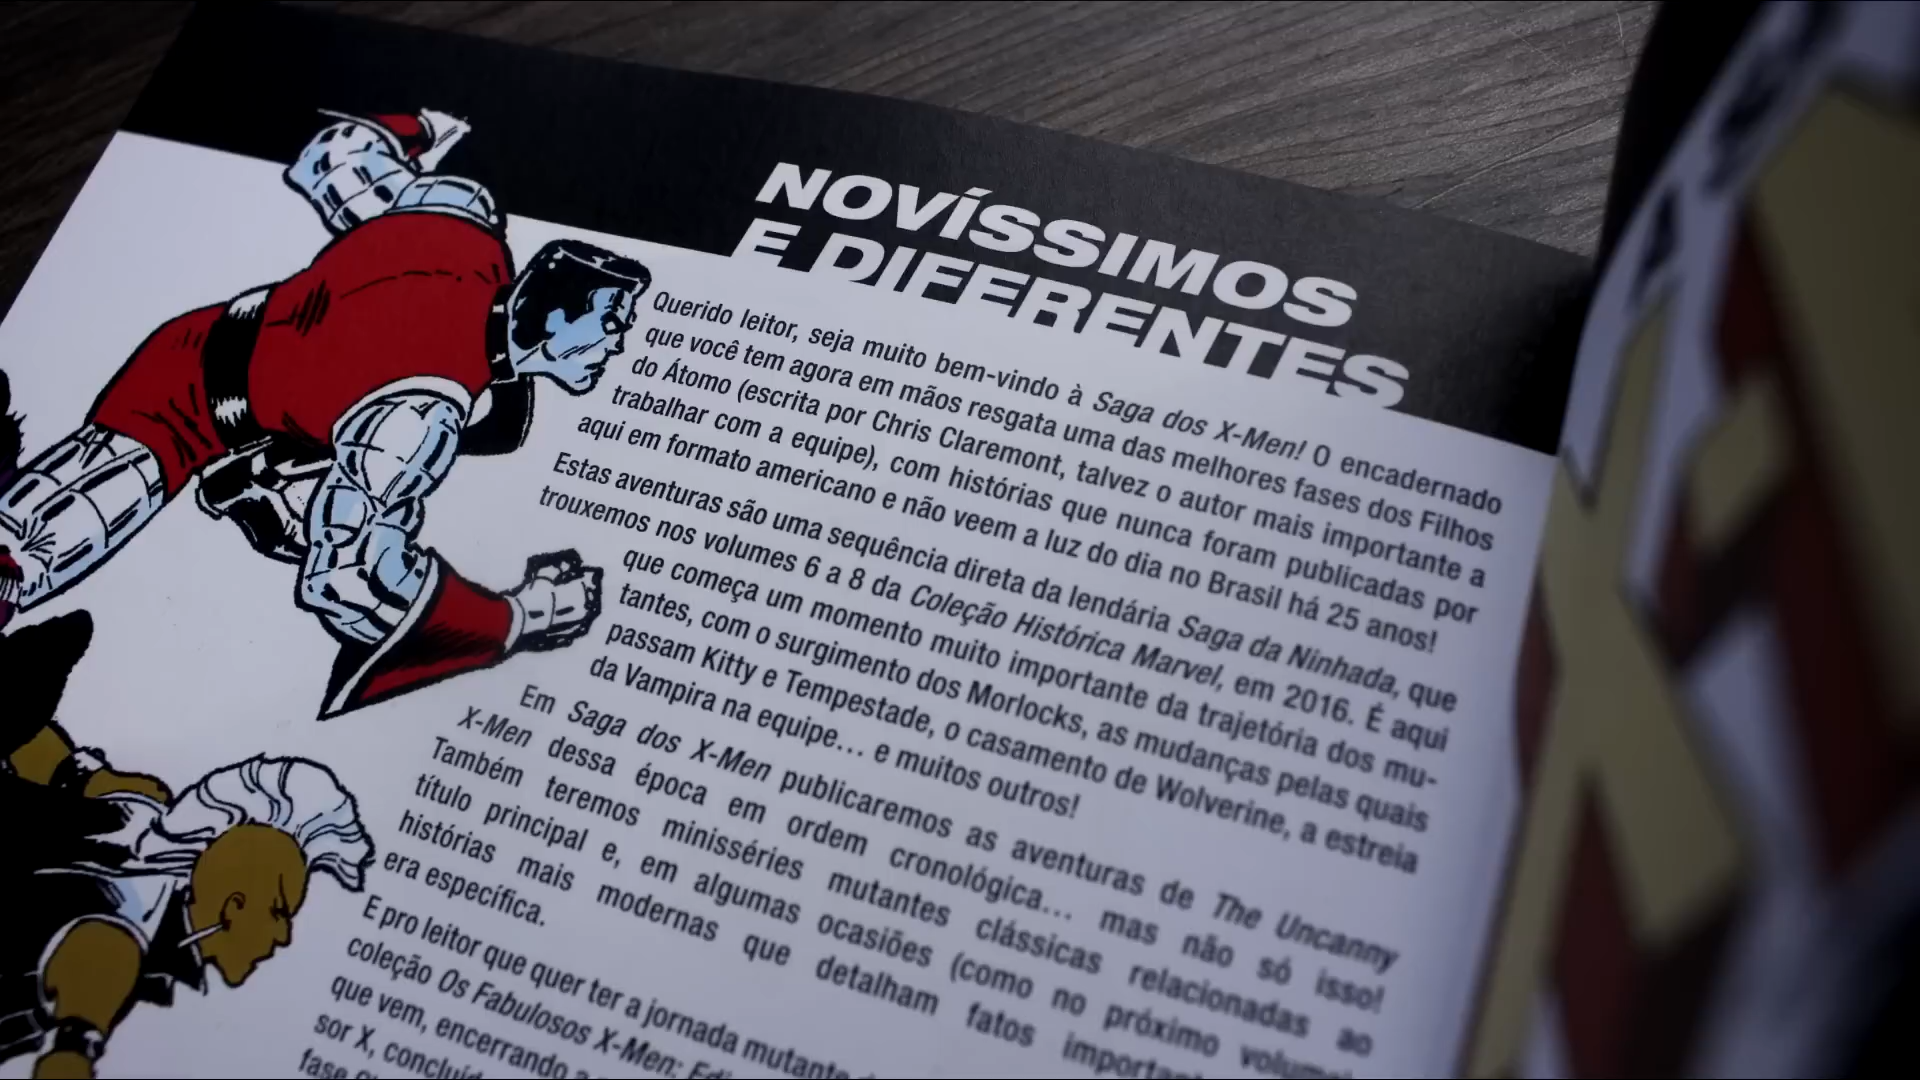 NOVÍSSIMOS
E DIFERENTES
Querido leitor, seja muito bem-vindo à Saga dos X-Men! O encadernado
que você tem agora em mãos resgata uma das melhores fases dos Filhos
do Átomo (escrita por Chris Claremont, talvez o autor mais importante a
trabalhar com a equipe), com histórias que nunca foram publicadas por
aqui em formato americano e não veem a luz do dia no Brasil há 25 anos!
Estas aventuras são uma sequência direta da lendária Saga da Ninhada, que
trouxemos nos volumes 6 a 8 da Coleção Histórica Marvel, em 2016. É aqui
que começa um momento muito importante da trajetória dos mu-
tantes, com o surgimento dos Morlocks, as mudanças pelas quais
passam Kitty e Tempestade, o casamento de Wolverine, a estreia
da Vampira na equipe... e muitos outros!
Em Saga dos X-Men publicaremos as aventuras de The Uncanny
X-Men dessa época em ordem cronológica... mas não só isso!
Também teremos minisséries mutantes clássicas relacionadas ao
título principal e, em algumas ocasiões (como no próximo
histórias mais modernas que detalham fatos
era específica.
E pro leitor que quer ter a jornada mutante
coleção Os Fabulosos X-Men:
que vem, encerrando a
sor X,
fase